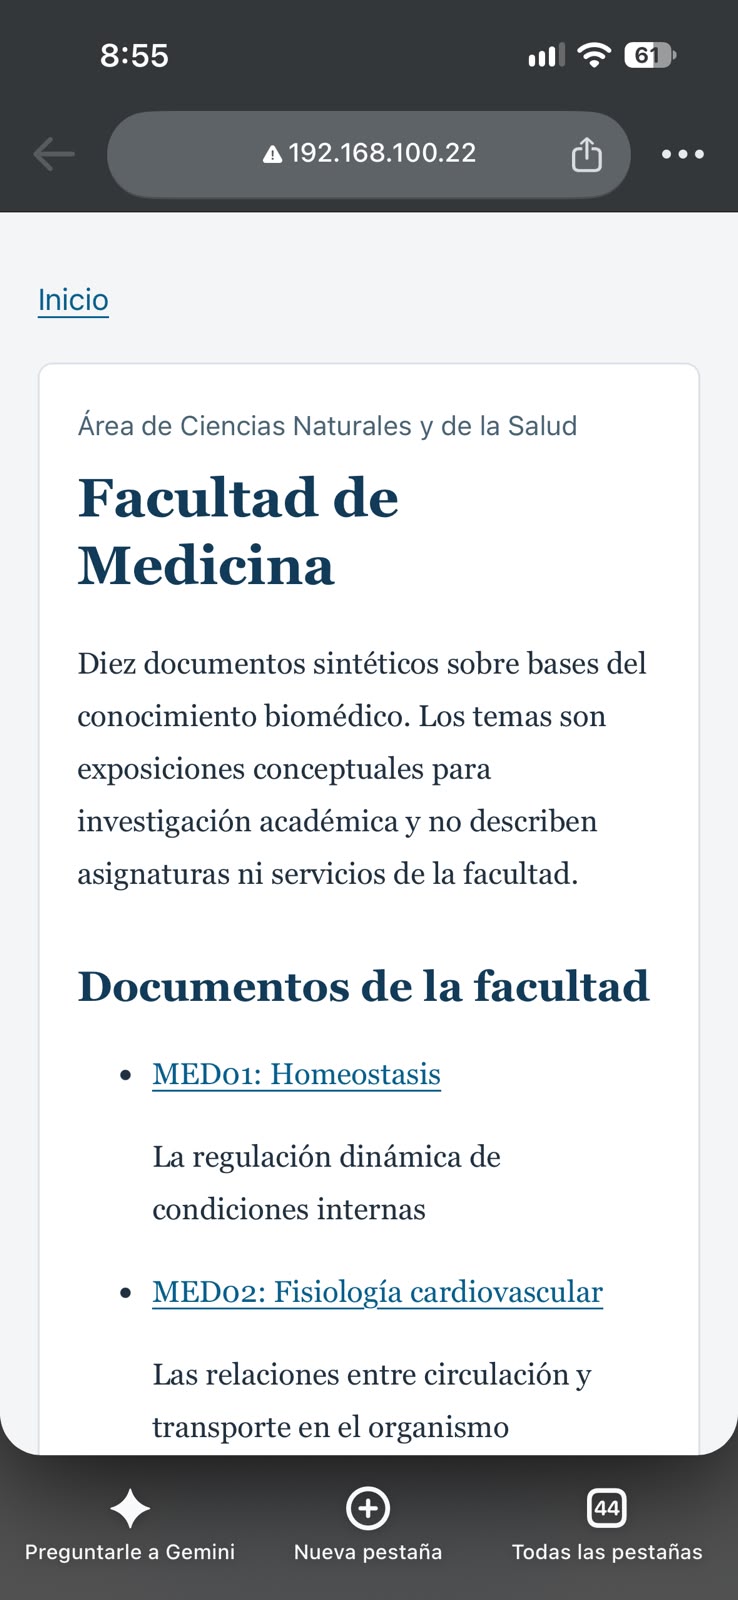 8:55
61
192.168.100.22
Inicio
Área de Ciencias Naturales y de la Salud
Facultad de
Medicina
Diez documentos sintéticos sobre bases del
conocimiento biomédico. Los temas son
exposiciones conceptuales para
investigación académica y no describen
asignaturas ni servicios de la facultad.
Documentos de la facultad
• MED01: Homeostasis
La regulación dinámica de
condiciones internas
• MED02: Fisiología cardiovascular
Las relaciones entre circulación y
transporte en el organismo
44
Preguntarle a Gemini
Nueva pestaña
Todas las pestañas